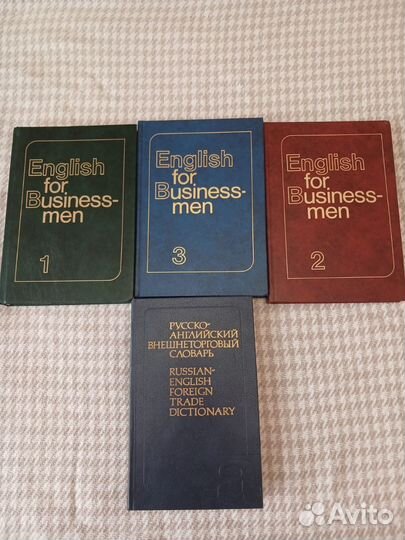 English
for
Business-
men
1
English
for
Business-
men
3
English
for
Business-
men
2
РУССКО-
АНГЛИЙСКИЙ
ВНЕШНЕТОРГОВЫЙ
СЛОВАРЬ
RUSSIAN-
ENGLISH
FOREIGN
TRADE
DICTIONARY
Avito